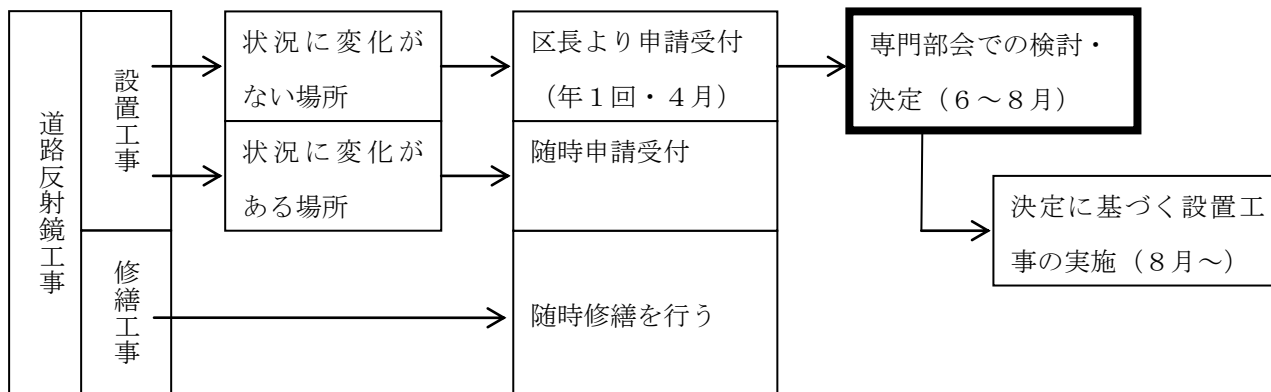 道路反射鏡工事
設置工事
状況に変化が
ない場所
区長より申請受付
（年１回・４月）
専門部会での検討・
決定（６～８月）
状況に変化が
ある場所
随時申請受付
決定に基づく設置工
事の実施（８月～）
修繕工事
随時修繕を行う